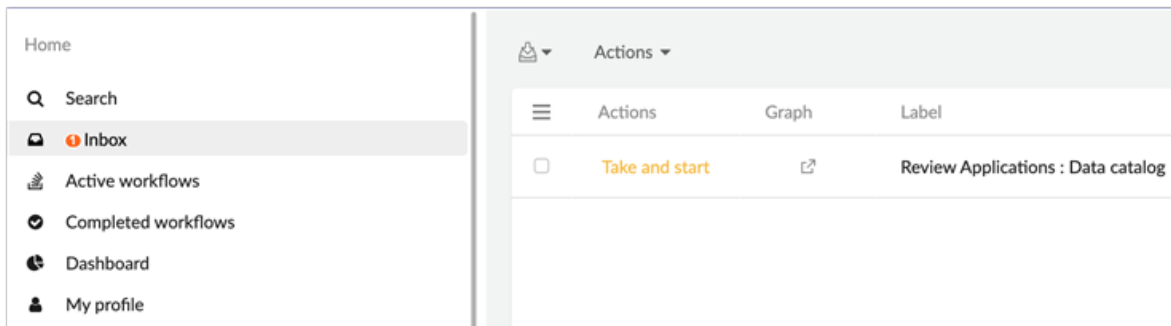 Home
Search
1 Inbox
Active workflows
Completed workflows
Dashboard
My profile
Actions
Actions Graph Label
Take and start Review Applications : Data catalog